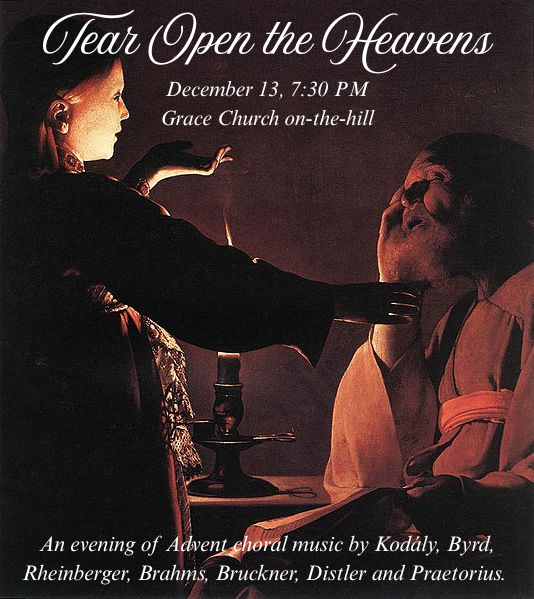 Tear Open the Heavens
December 13, 7:30 PM
Grace Church on-the-hill
An evening of Advent choral music by Kodály, Byrd,
Rheinberger, Brahms, Bruckner, Distler and Praetorius.